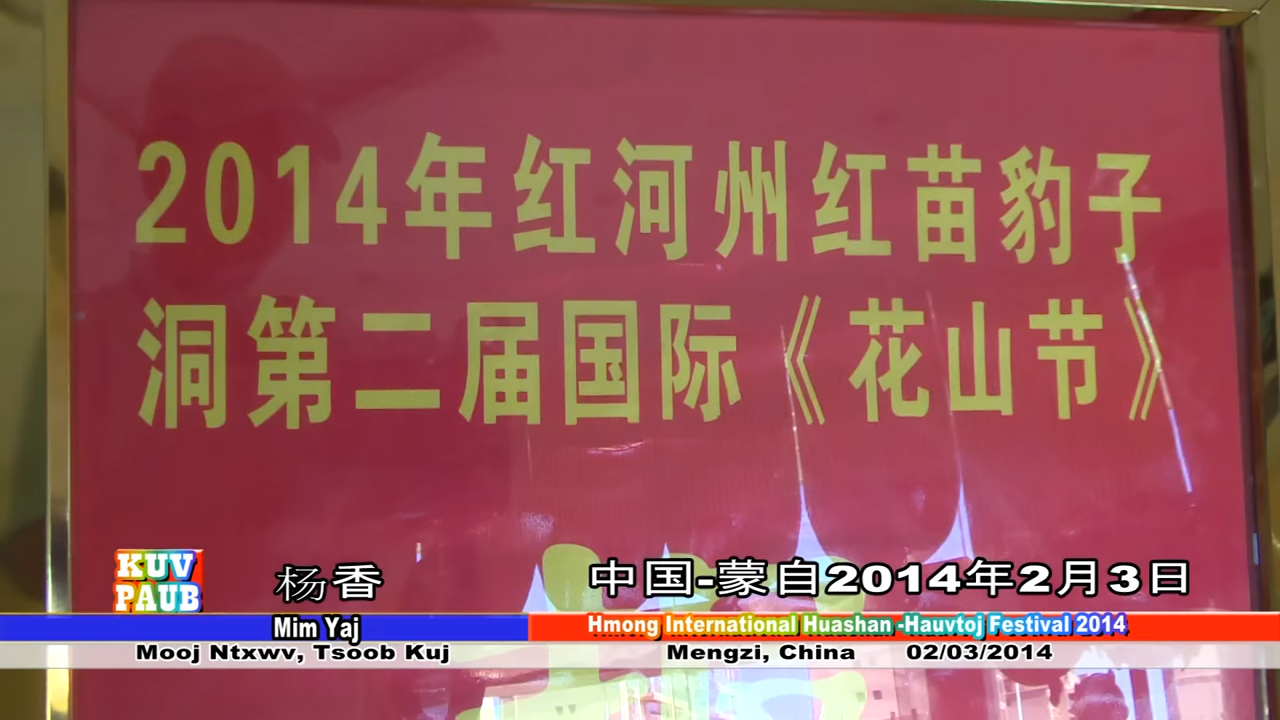 2014年红河州红苗豹子
洞第二届国际《花山节》
KUV
PAUB
杨香
中国-蒙自2014年2月3日
Mim Yaj
Hmong International Huashan -Hauvtoj Festival 2014
Mooj Ntxwv, Tsoob Kuj
Mengzi, China 02/03/2014